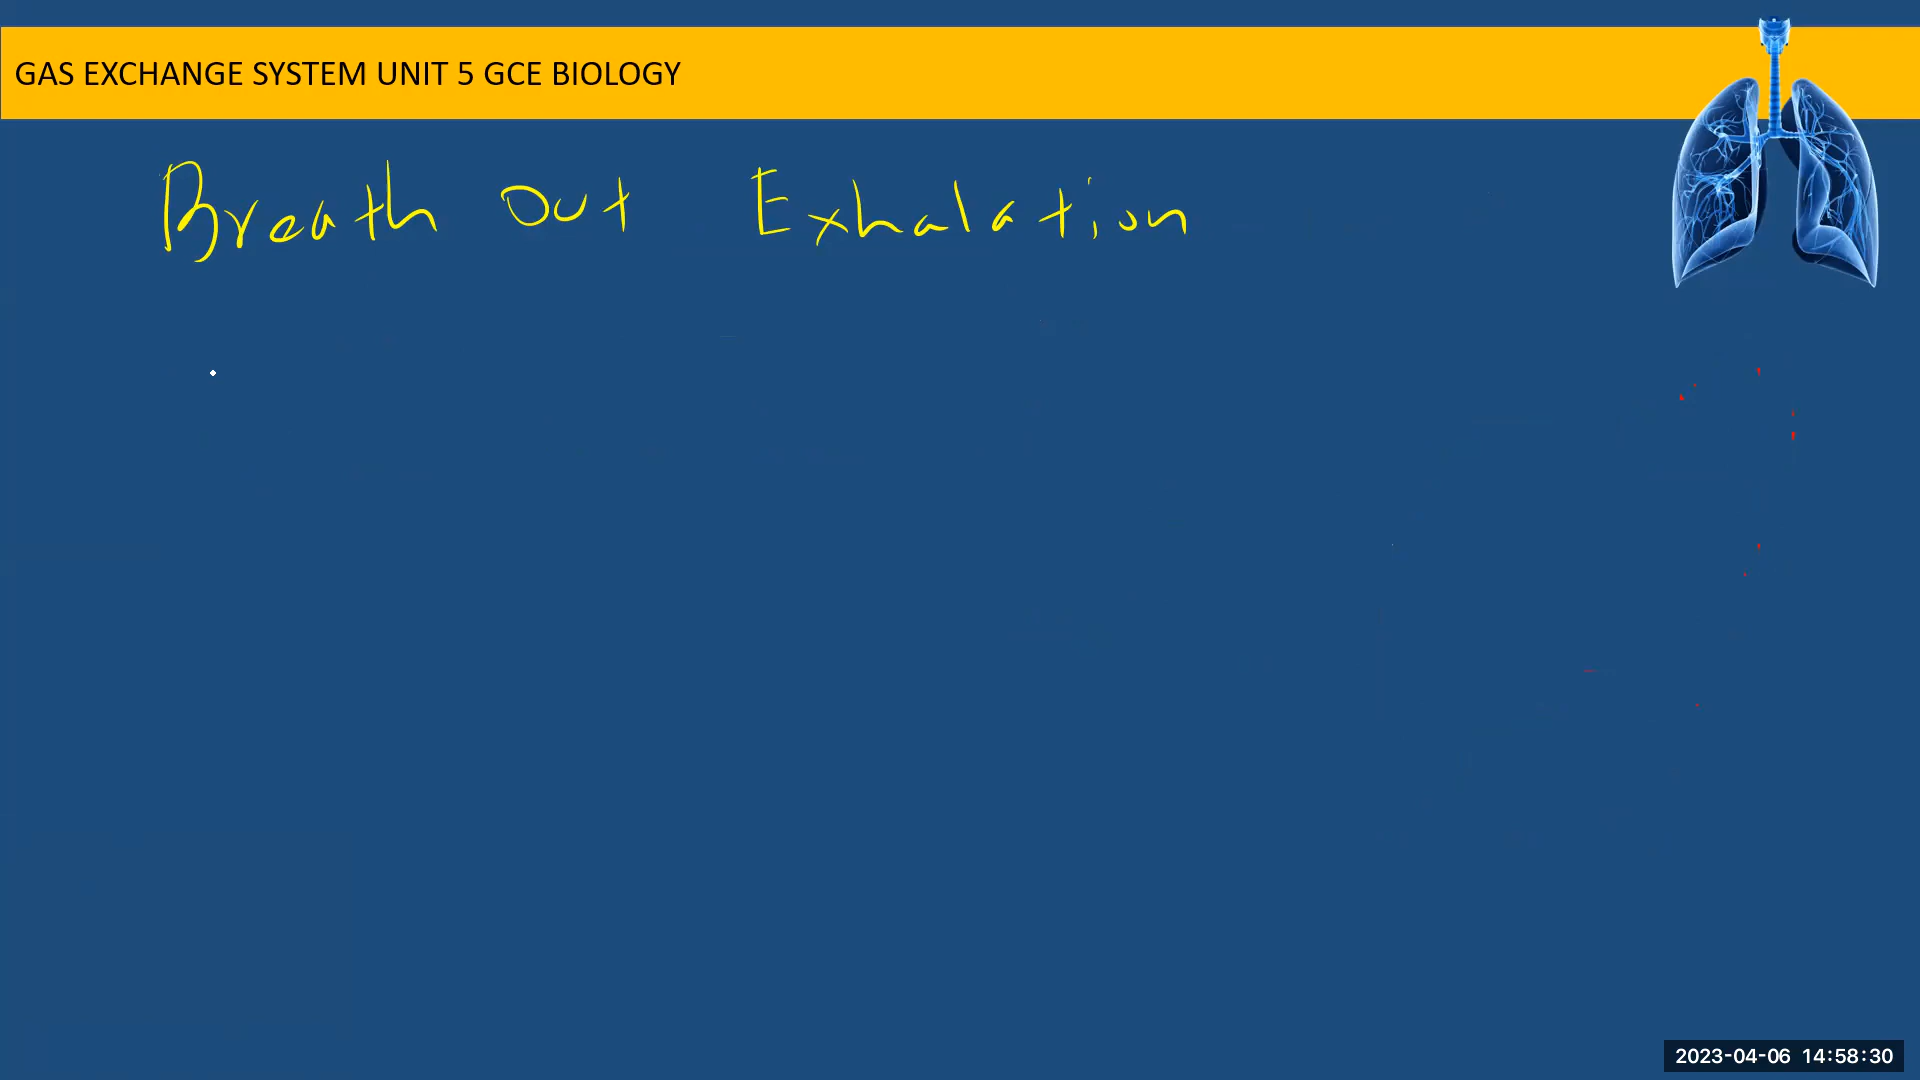 GAS EXCHANGE SYSTEM UNIT 5 GCE BIOLOGY
Breath Out Exhalation
2023-04-06 14:58:30